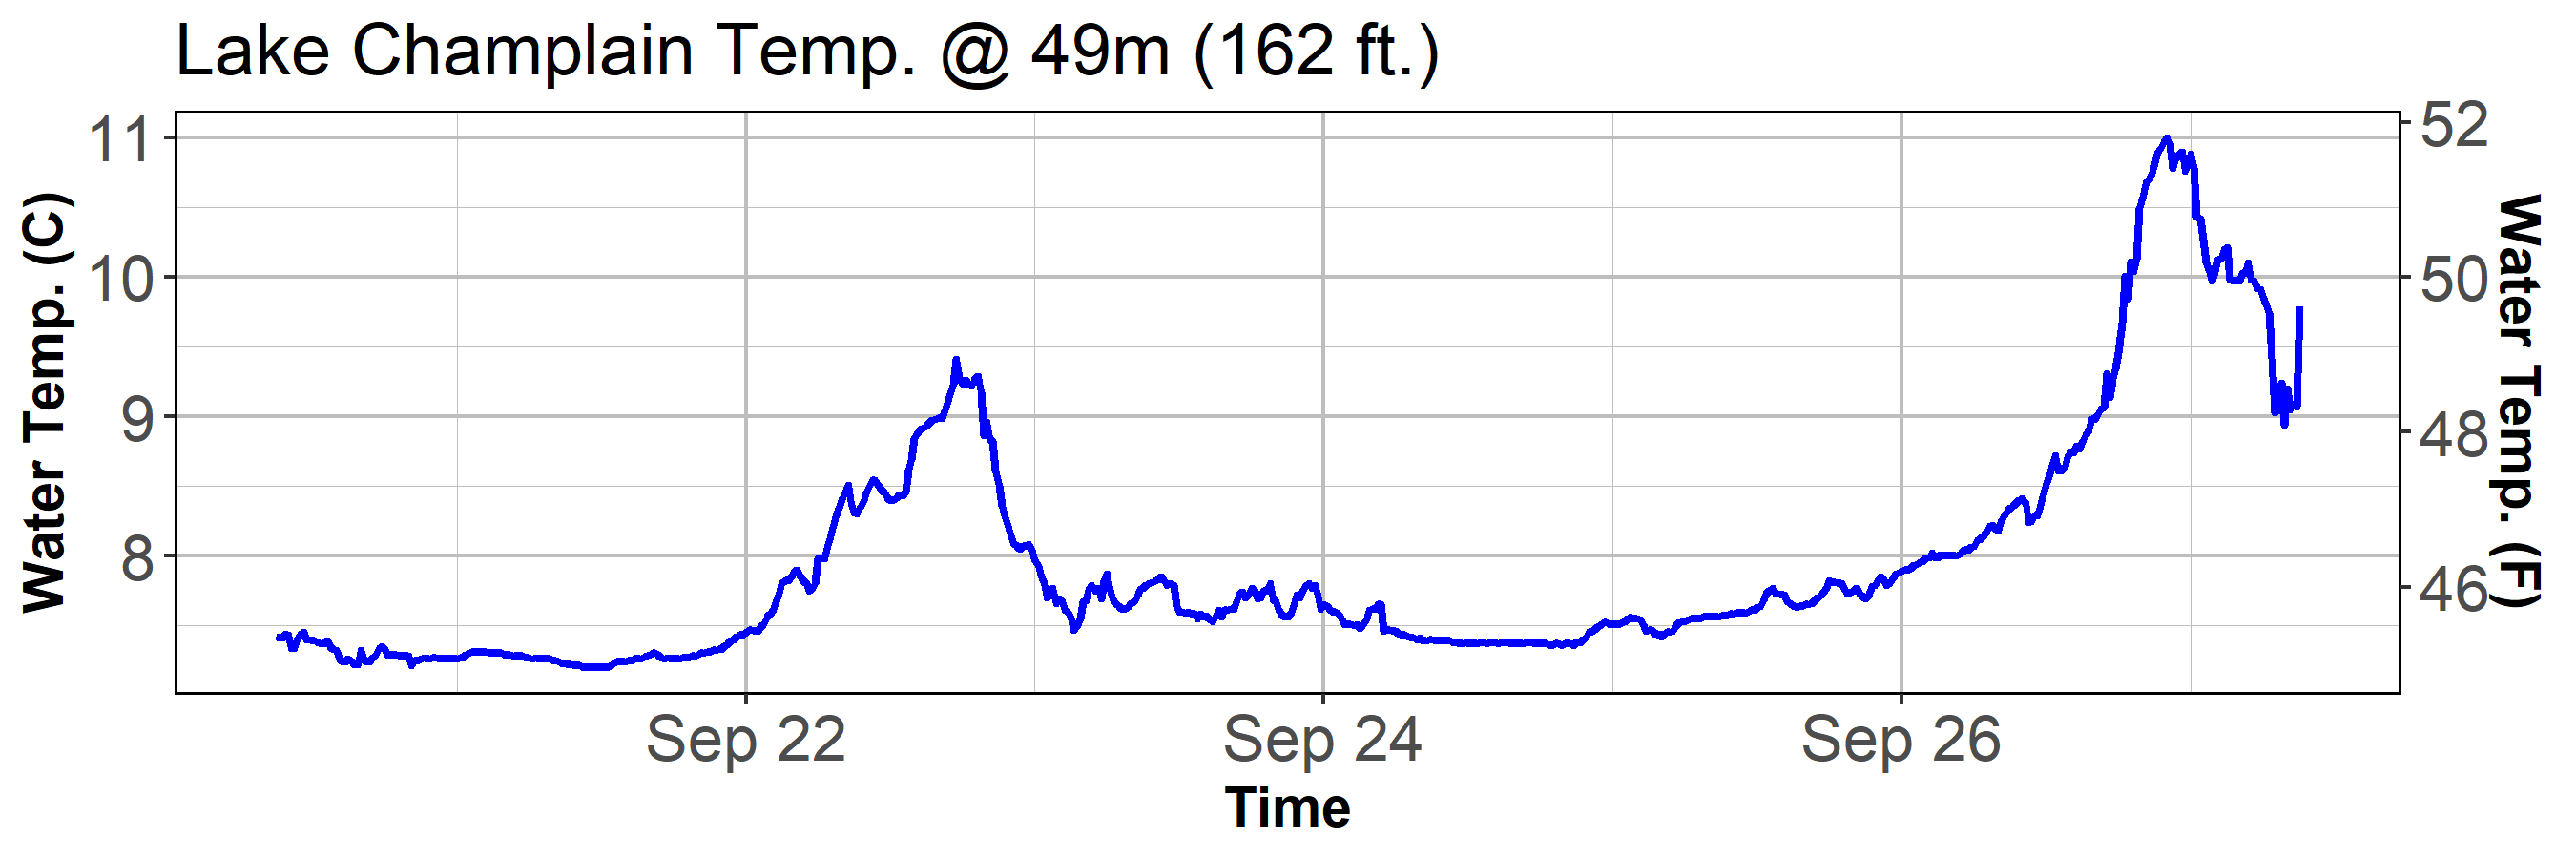 Lake Champlain Temp. @ 49m (162 ft.)
Water Temp. (C)
11
10
9
8
52
50
48
46
Water Temp. (F)
Sep 22
Sep 24
Sep 26
Time